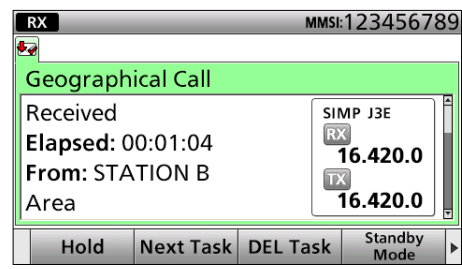 RX MMSI:123456789
Geographical Call
Received
Elapsed: 00:01:04
From: STATION B
Area
SIMP J3E
RX
16.420.0
TX
16.420.0
Hold Next Task DEL Task Standby Mode